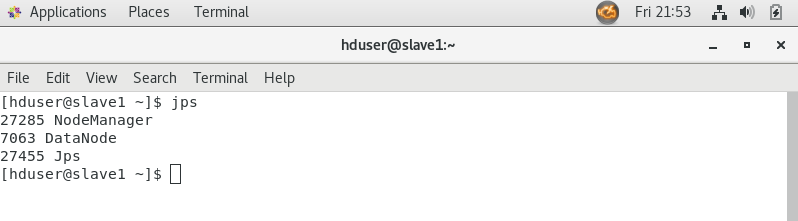 Applications Places Terminal Fri 21:53
hduser@slave1:~
File Edit View Search Terminal Help
[hduser@slave1 ~]$ jps
27285 NodeManager
7063 DataNode
27455 Jps
[hduser@slave1 ~]$